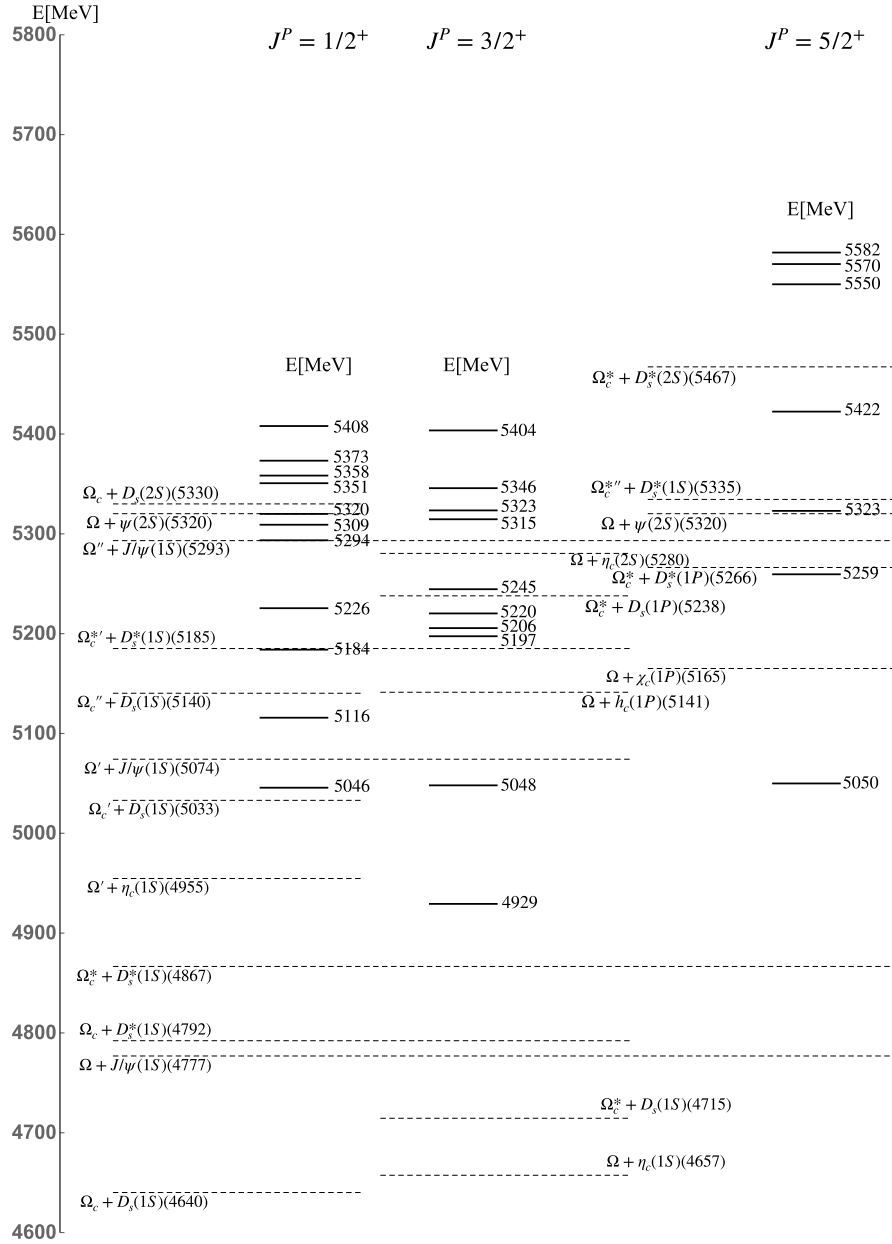 E[MeV]
5800
J^P = 1/2⁺
J^P = 3/2⁺
J^P = 5/2⁺
5700
5600
E[MeV]
5582
5570
5550
5500
E[MeV]
E[MeV]
Ω_c^* + D_s^*(2S)(5467)
5422
5400
5408
5404
5373
5358
5351
5346
Ω_c^*″ + D_s^*(1S)(5335)
Ω_c + D_s(2S)(5330)
5320
5323
5323
Ω + ψ(2S)(5320)
5309
5315
Ω + ψ(2S)(5320)
5300
5294
Ω″ + J/ψ(1S)(5293)
Ω + η_c(2S)(5280)
Ω_c^* + D_s^*(1P)(5266)
5259
5245
5226
5220
Ω_c^* + D_s(1P)(5238)
5206
5200
5197
Ω_c^*′ + D_s^*(1S)(5185)
5184
Ω + χ_c(1P)(5165)
Ω_c″ + D_s(1S)(5140)
Ω + h_c(1P)(5141)
5116
5100
Ω′ + J/ψ(1S)(5074)
5046
5048
5050
Ω_c′ + D_s(1S)(5033)
5000
Ω′ + η_c(1S)(4955)
4929
4900
Ω_c^* + D_s^*(1S)(4867)
4800
Ω_c + D_s^*(1S)(4792)
Ω + J/ψ(1S)(4777)
Ω_c^* + D_s(1S)(4715)
4700
Ω + η_c(1S)(4657)
Ω_c + D_s(1S)(4640)
4600